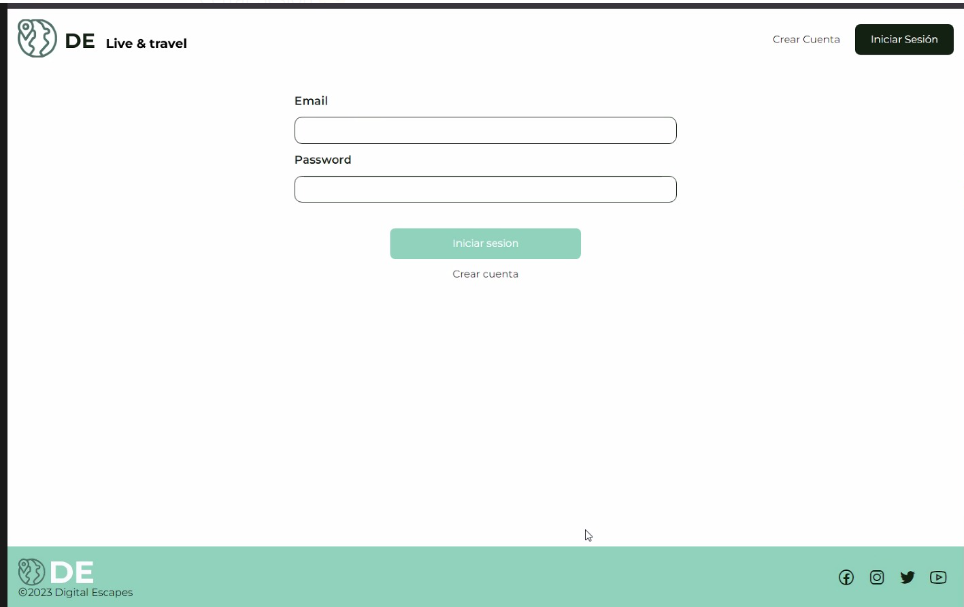 DE Live & travel
Crear Cuenta
Iniciar Sesión
Email
Password
Iniciar sesion
Crear cuenta
DE
©2023 Digital Escapes